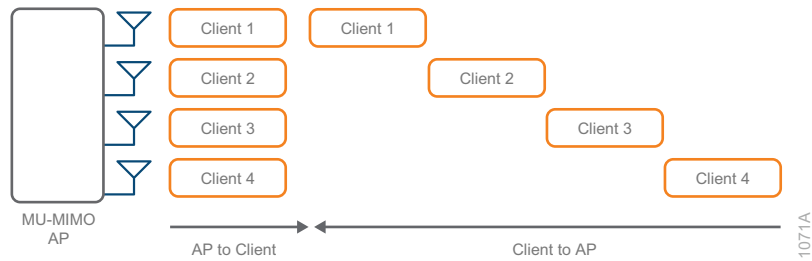 Client 1
Client 1
Client 2
Client 2
Client 3
Client 3
Client 4
Client 4
MU-MIMO
AP
AP to Client
Client to AP
1071A